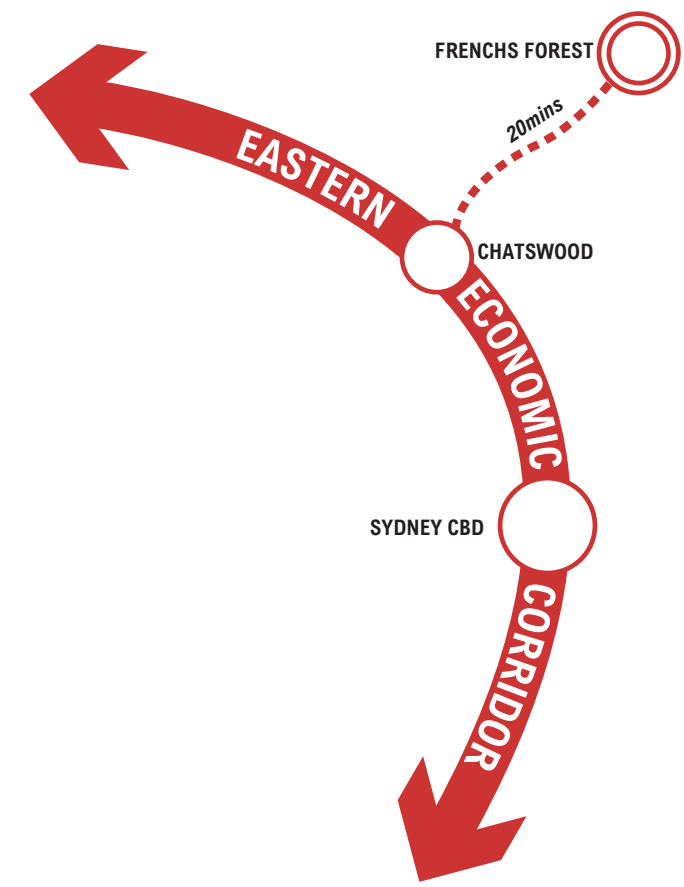 FRENCHS FOREST
20mins
EASTERN
CHATSWOOD
ECONOMIC
SYDNEY CBD
CORRIDOR